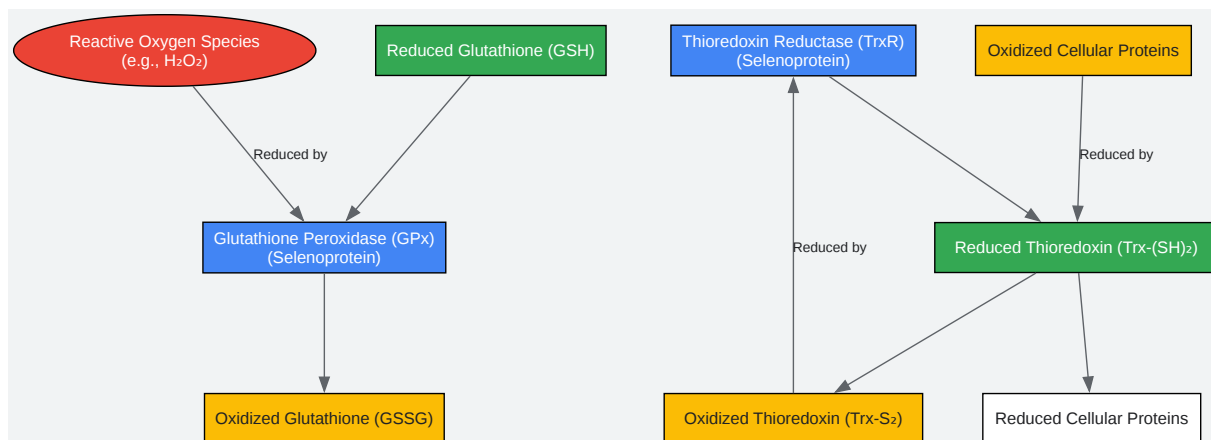 Reactive Oxygen Species
(e.g., H₂O₂)
Reduced Glutathione (GSH)
Thioredoxin Reductase (TrxR)
(Selenoprotein)
Oxidized Cellular Proteins
Reduced by
Reduced by
Glutathione Peroxidase (GPx)
(Selenoprotein)
Reduced by
Reduced Thioredoxin (Trx-(SH)₂)
Oxidized Glutathione (GSSG)
Oxidized Thioredoxin (Trx-S₂)
Reduced Cellular Proteins